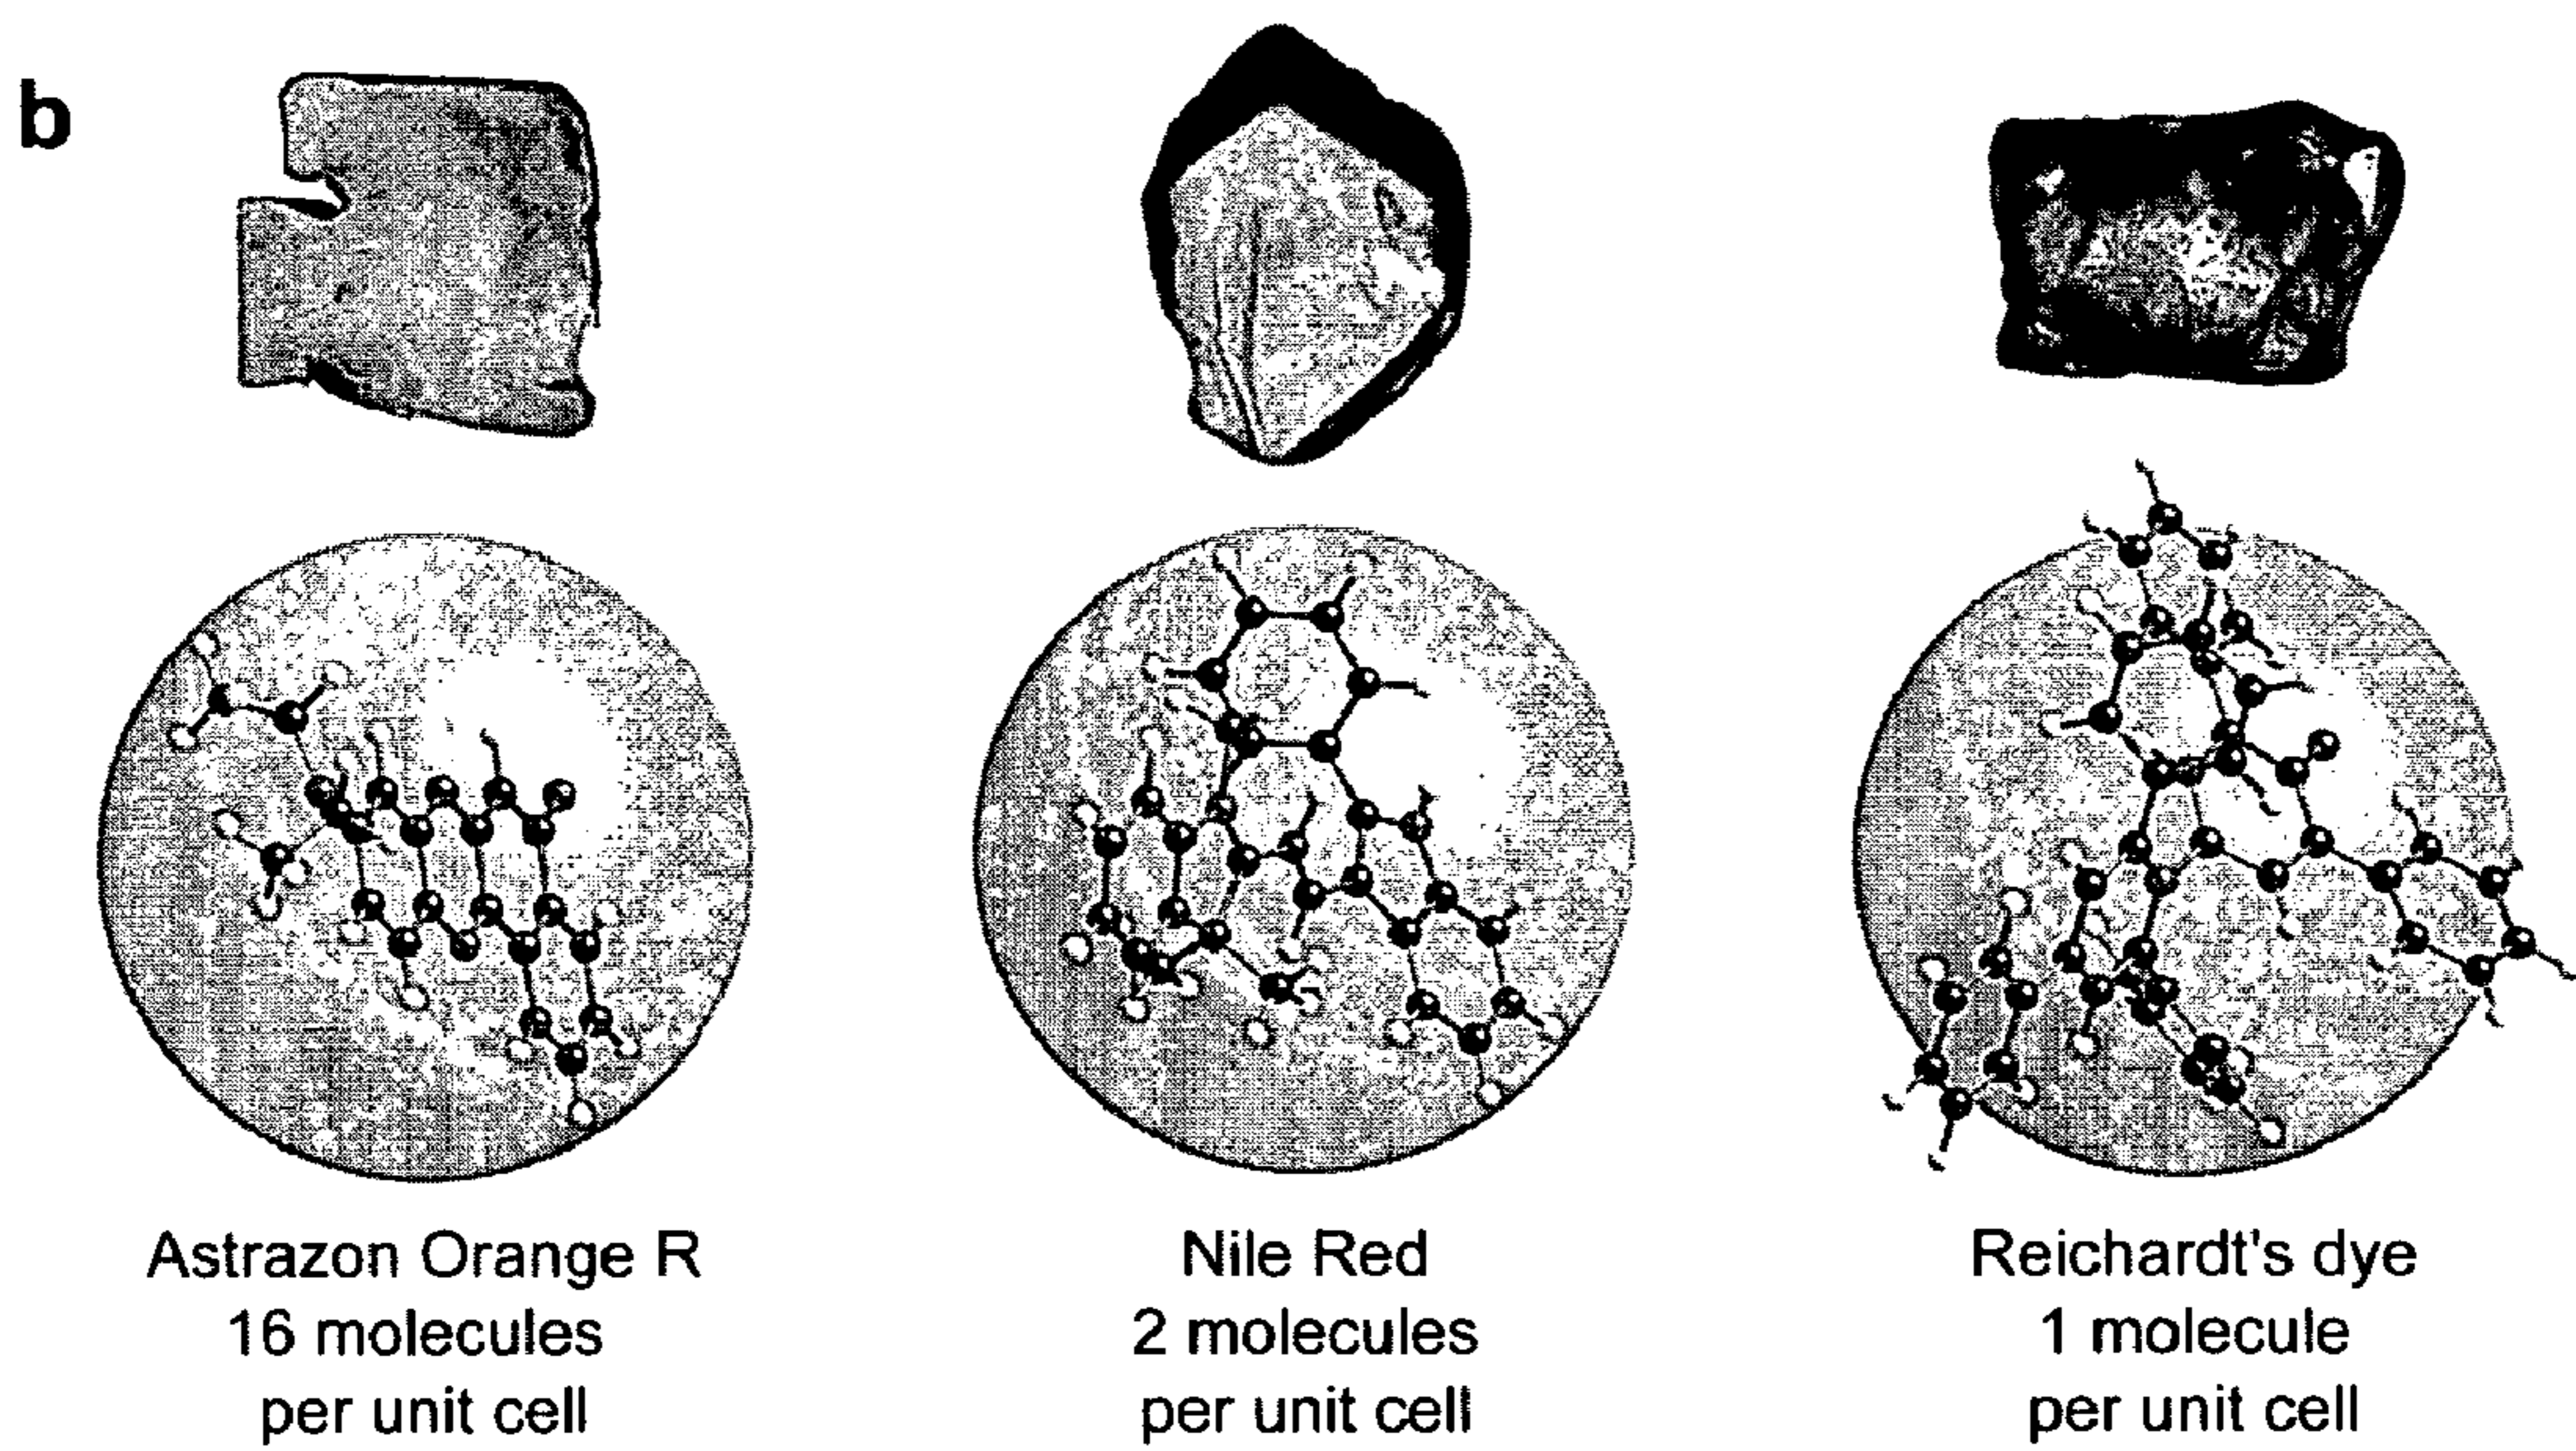 b
Astrazon Orange R
16 molecules
per unit cell
Nile Red
2 molecules
per unit cell
Reichardt's dye
1 molecule
per unit cell